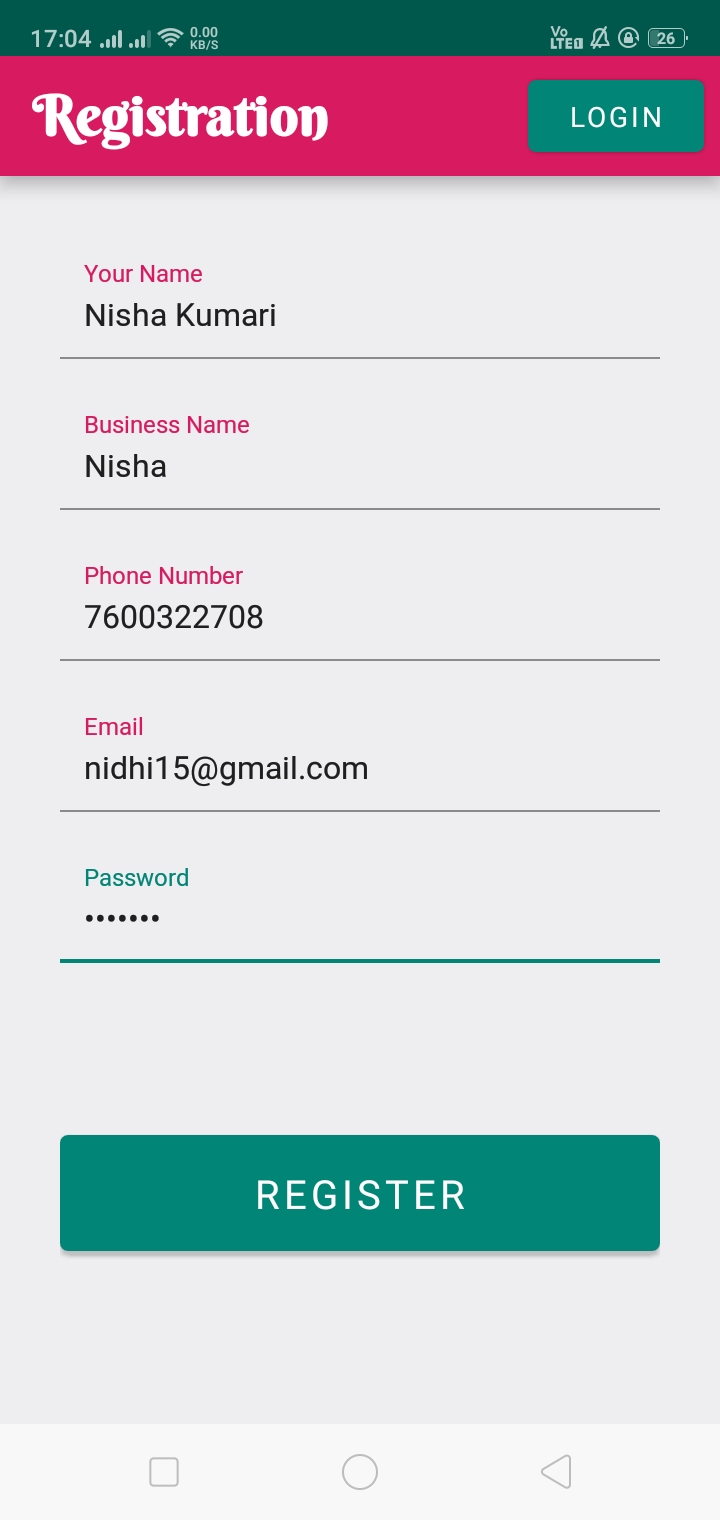 17:04 0.00 KB/S Vo LTE1 26
Registration LOGIN
Your Name
Nisha Kumari
Business Name
Nisha
Phone Number
7600322708
Email
nidhi15@gmail.com
Password
•••••••
REGISTER